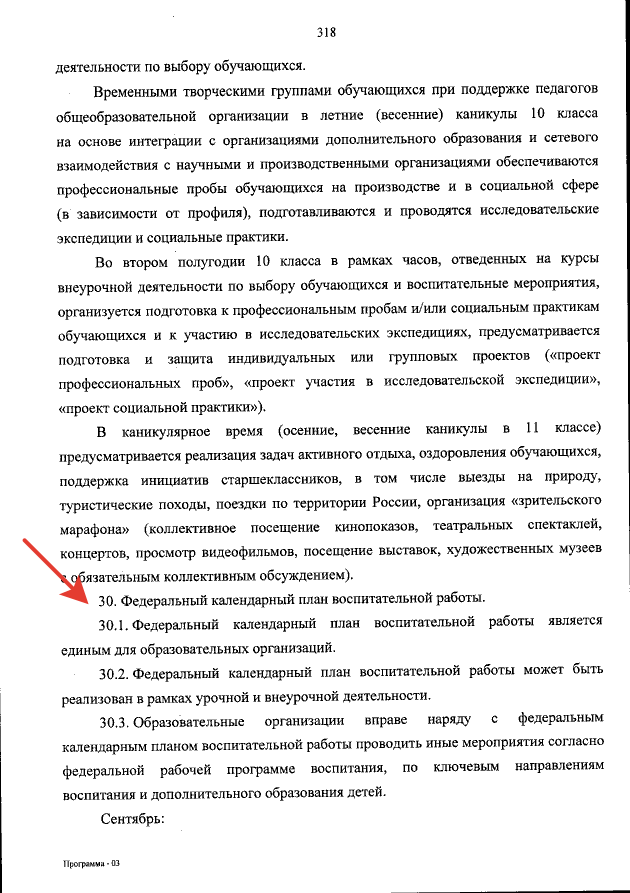 318
деятельности по выбору обучающихся.
Временными творческими группами обучающихся при поддержке педагогов
общеобразовательной организации в летние (весенние) каникулы 10 класса
на основе интеграции с организациями дополнительного образования и сетевого
взаимодействия с научными и производственными организациями обеспечиваются
профессиональные пробы обучающихся на производстве и в социальной сфере
(в зависимости от профиля), подготавливаются и проводятся исследовательские
экспедиции и социальные практики.
Во втором полугодии 10 класса в рамках часов, отведенных на курсы
внеурочной деятельности по выбору обучающихся и воспитательные мероприятия,
организуется подготовка к профессиональным пробам и/или социальным практикам
обучающихся и к участию в исследовательских экспедициях, предусматривается
подготовка и защита индивидуальных или групповых проектов («проект
профессиональных проб», «проект участия в исследовательской экспедиции»,
«проект социальной практики»).
В каникулярное время (осенние, весенние каникулы в 11 классе)
предусматривается реализация задач активного отдыха, оздоровления обучающихся,
поддержка инициатив старшеклассников, в том числе выезды на природу,
туристические походы, поездки по территории России, организация «зрительского
марафона» (коллективное посещение кинопоказов, театральных спектаклей,
концертов, просмотр видеофильмов, посещение выставок, художественных музеев
с обязательным коллективным обсуждением).
30. Федеральный календарный план воспитательной работы.
30.1. Федеральный календарный план воспитательной работы является
единым для образовательных организаций.
30.2. Федеральный календарный план воспитательной работы может быть
реализован в рамках урочной и внеурочной деятельности.
30.3. Образовательные организации вправе наряду с федеральным
календарным планом воспитательной работы проводить иные мероприятия согласно
федеральной рабочей программе воспитания, по ключевым направлениям
воспитания и дополнительного образования детей.
Сентябрь:
Программа - 03